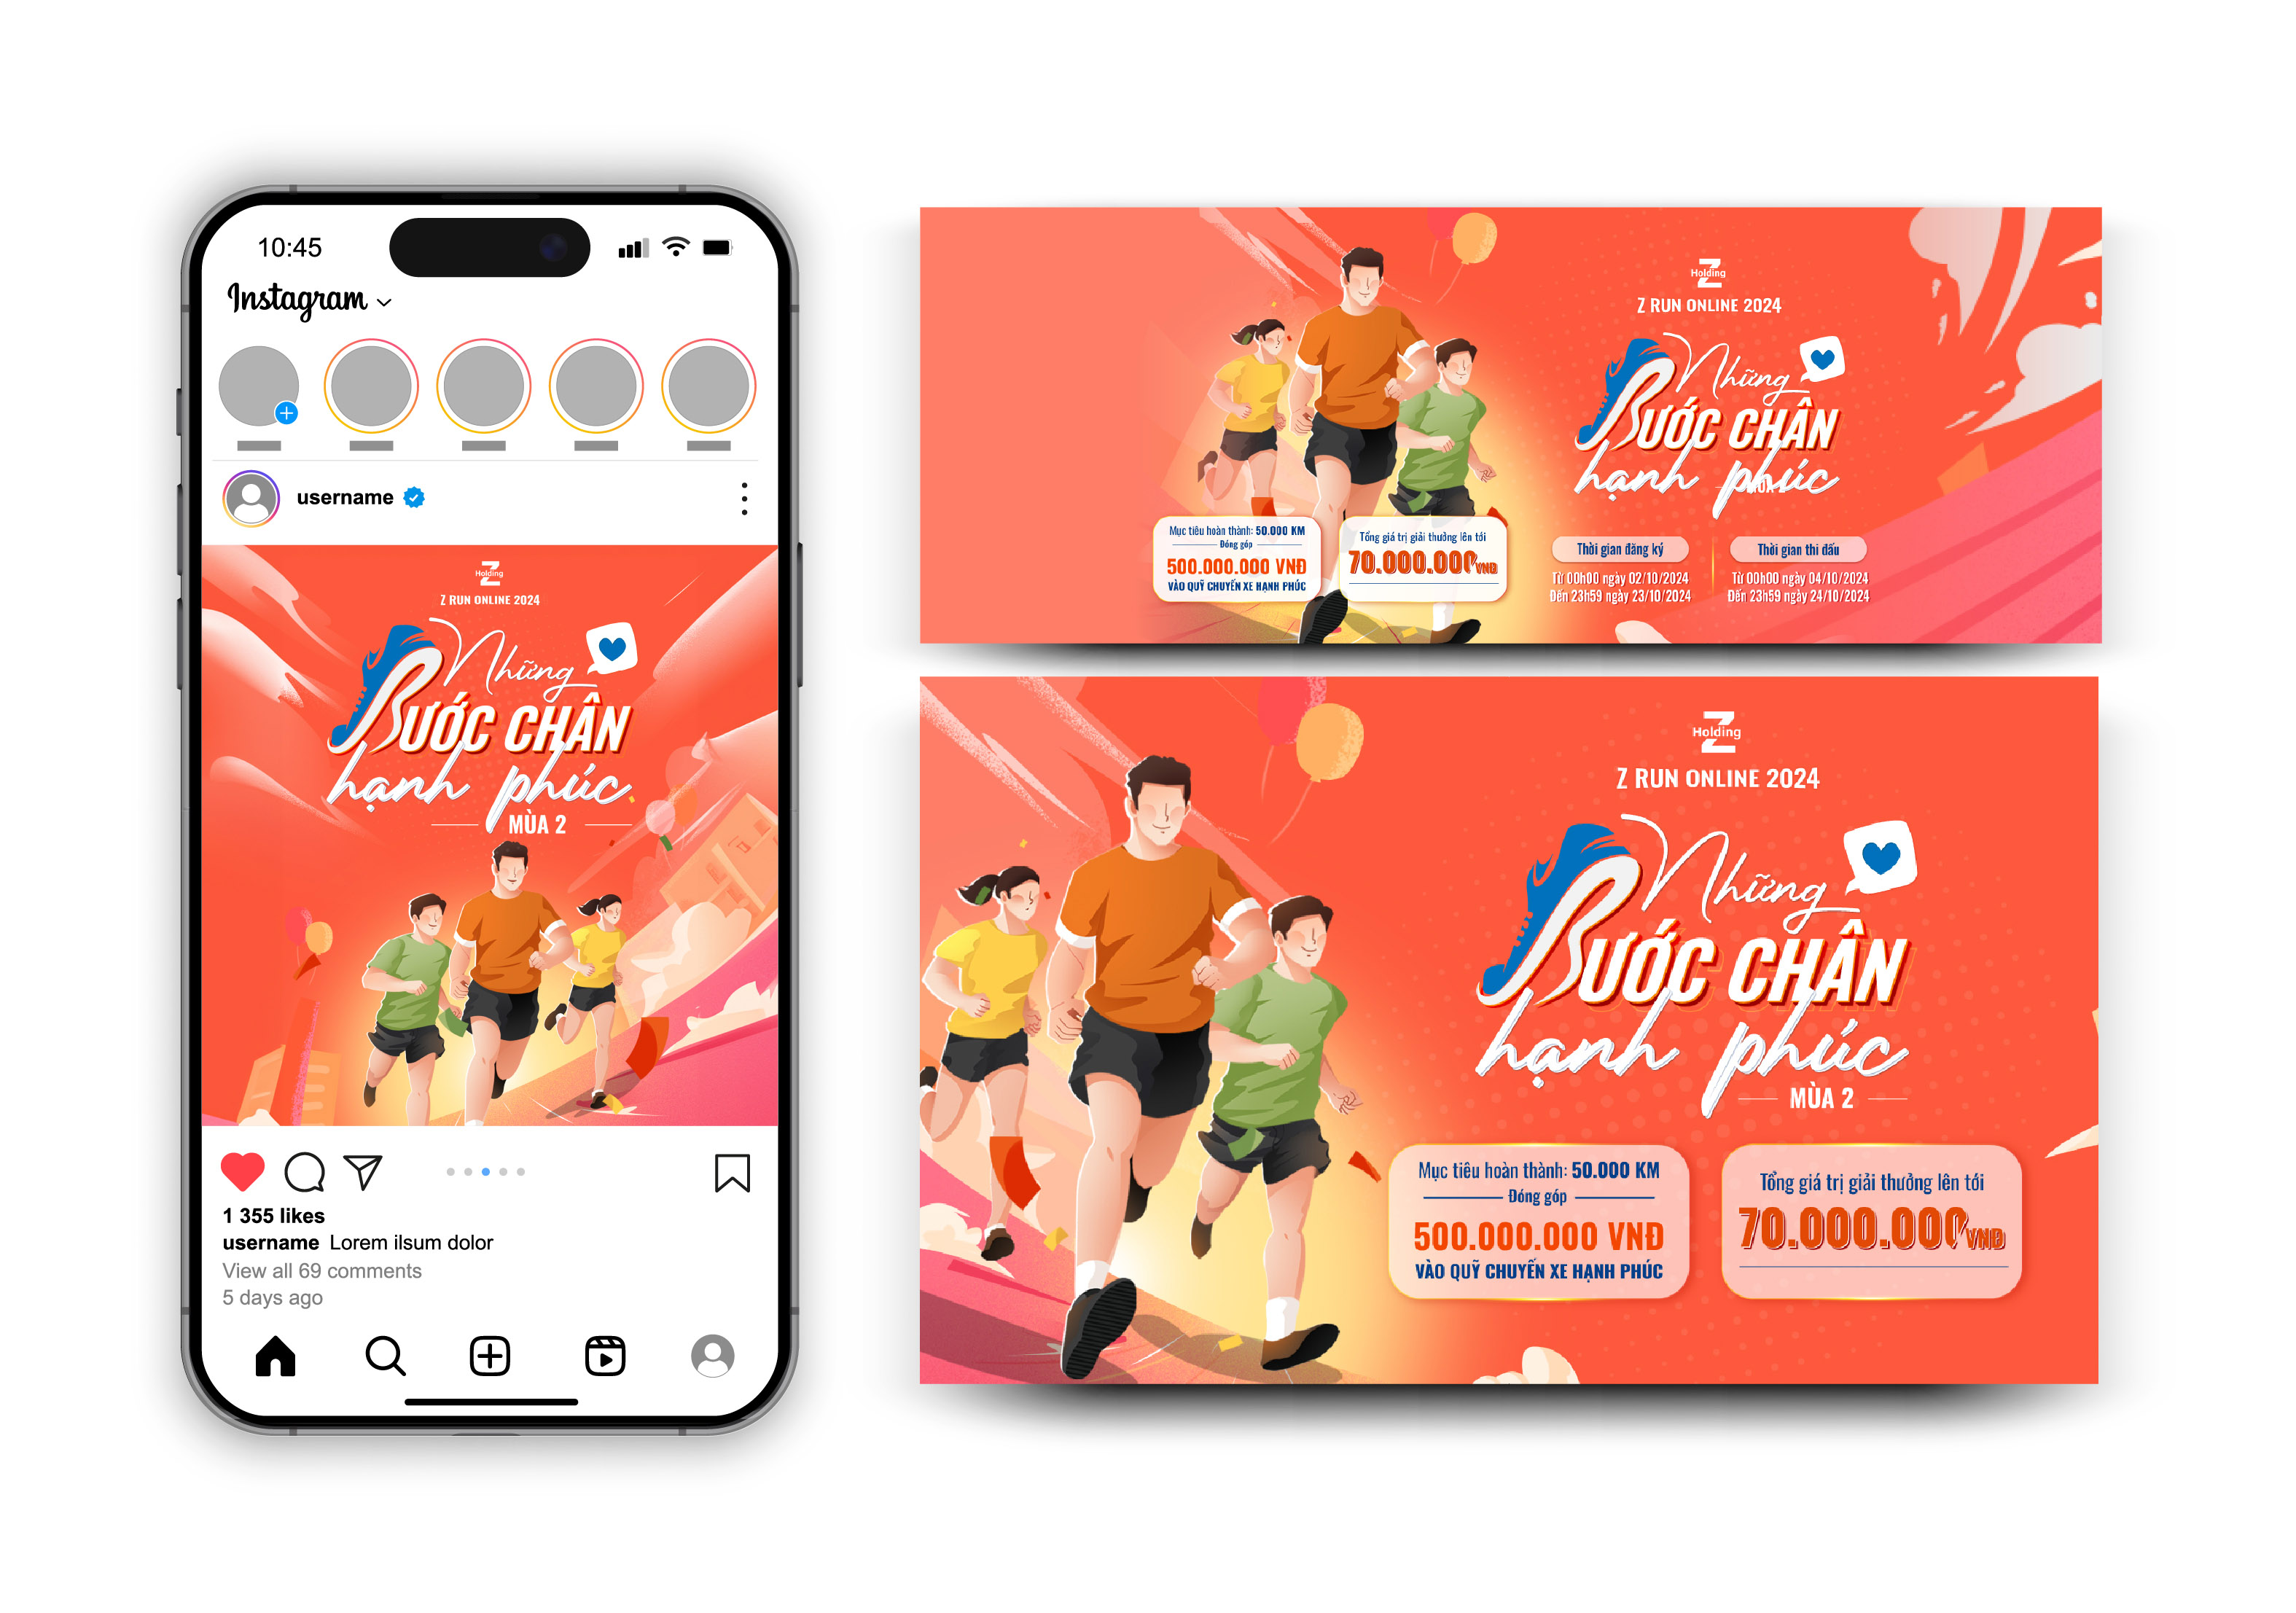 10:45
Instagram
username
Z
Holding
Z RUN ONLINE 2024
Những
BƯỚC CHÂN
hạnh phúc
MÙA 2
1 355 likes
username Lorem ilsum dolor
View all 69 comments
5 days ago
Z
Holding
Z RUN ONLINE 2024
Những
BƯỚC CHÂN
hạnh phúc
MÙA 2
Mục tiêu hoàn thành: 50.000 KM
Đóng góp
500.000.000 VNĐ
VÀO QUỸ CHUYẾN XE HẠNH PHÚC
Tổng giá trị giải thưởng lên tới
70.000.000 VNĐ
Thời gian đăng ký
Từ 00h00 ngày 02/10/2024
Đến 23h59 ngày 23/10/2024
Thời gian thi đấu
Từ 00h00 ngày 04/10/2024
Đến 23h59 ngày 24/10/2024
Z
Holding
Z RUN ONLINE 2024
Những
BƯỚC CHÂN
hạnh phúc
MÙA 2
Mục tiêu hoàn thành: 50.000 KM
Đóng góp
500.000.000 VNĐ
VÀO QUỸ CHUYẾN XE HẠNH PHÚC
Tổng giá trị giải thưởng lên tới
70.000.000 VNĐ